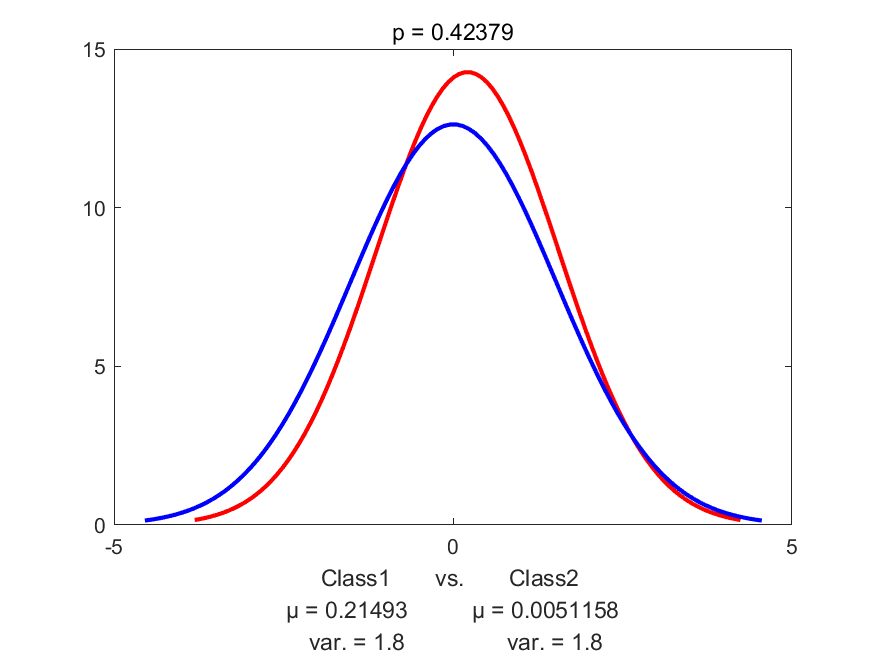 p = 0.42379
15
10
5
0
-5 0 5
Class1 vs. Class2
μ = 0.21493 μ = 0.0051158
var. = 1.8 var. = 1.8